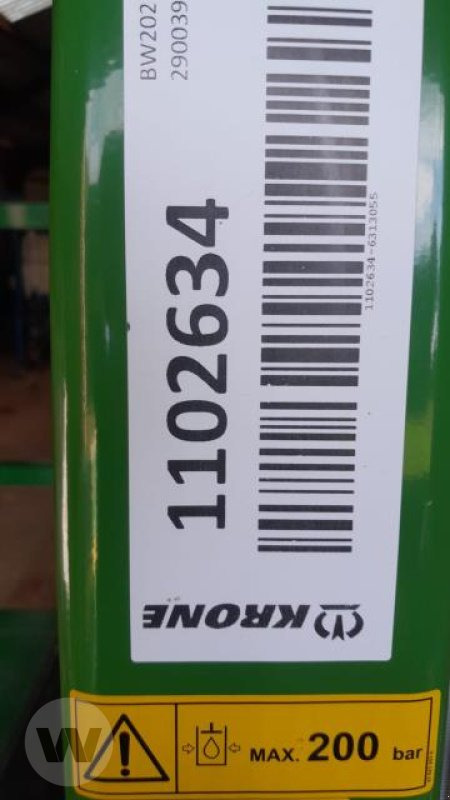 BW202
290039
1102634
1102634-6313055
KRONE
MAX. 200 bar
W